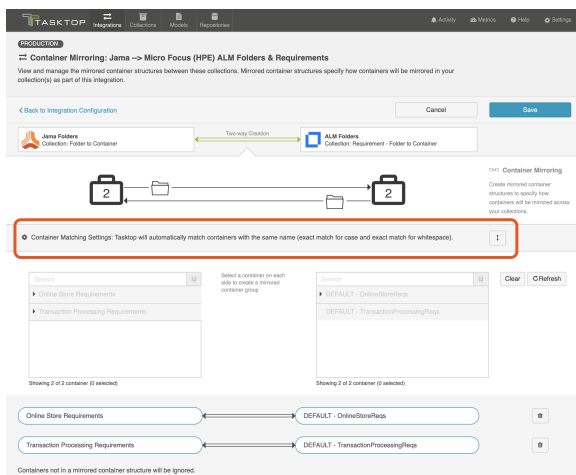 TASKTOP
Integrations
Collections
Models
Repositories
Activity
Metrics
Help
Settings
PRODUCTION
Container Mirroring: Jama --> Micro Focus (HPE) ALM Folders & Requirements
View and manage the mirrored container structures between these collections. Mirrored container structures specify how containers will be mirrored in your
collection(s) as part of this integration.
Back to Integration Configuration
Cancel
Save
Jama Folders
Collection: Folder to Container
Two-way Creation
ALM Folders
Collection: Requirement - Folder to Container
2
2
Container Mirroring
Create mirrored container
structures to specify how
containers will be mirrored across
your collections.
Container Matching Settings: Tasktop will automatically match containers with the same name (exact match for case and exact match for whitespace).
Search
Select a container on each
side to create a mirrored
container group
Search
Clear
Refresh
Online Store Requirements
Transaction Processing Requirements
DEFAULT - OnlineStoreReqs
DEFAULT - TransactionProcessingReqs
Showing 2 of 2 container (0 selected)
Showing 2 of 2 container (0 selected)
Online Store Requirements
DEFAULT - OnlineStoreReqs
Transaction Processing Requirements
DEFAULT - TransactionProcessingReqs
Containers not in a mirrored container structure will be ignored.